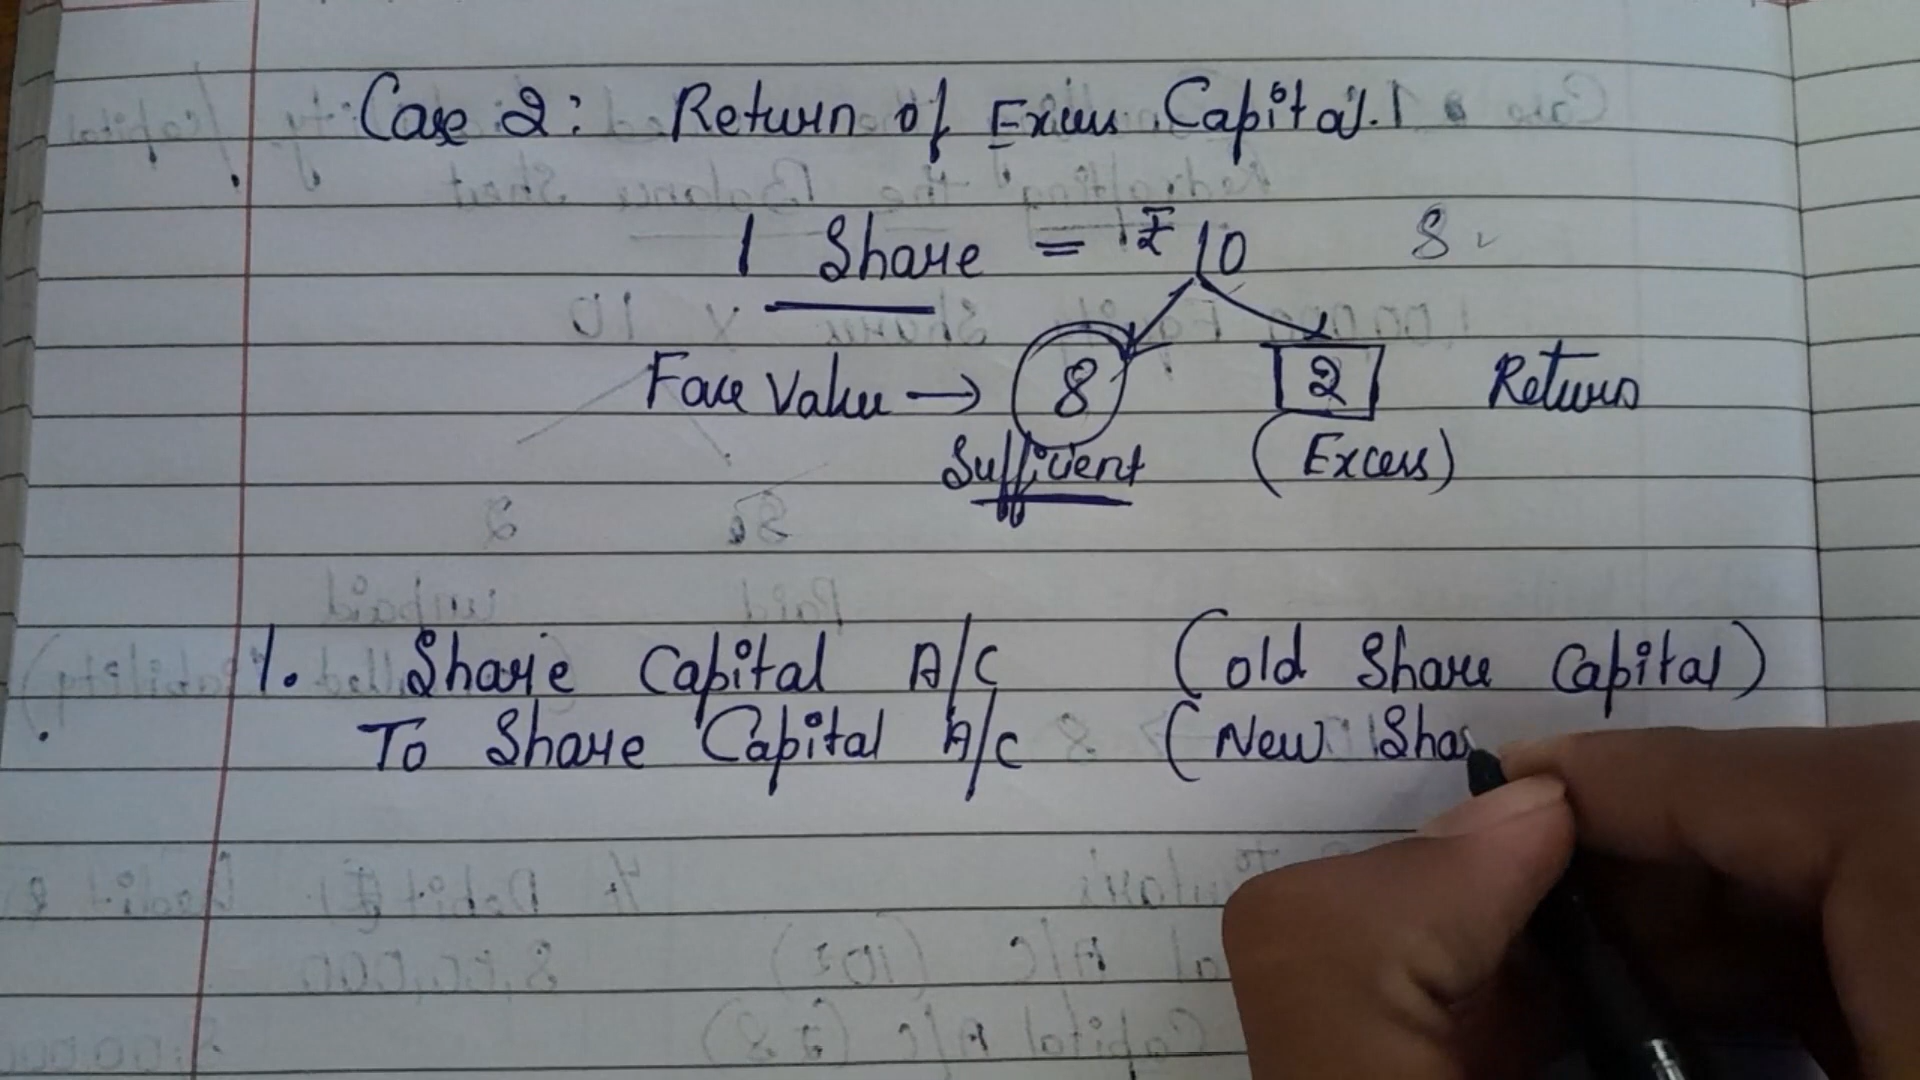 Case 2: Return of Excess Capital.
1 Share = ₹ 10 8
Face Value → 8 2 Return
Sufficient (Excess)
1. Share Capital A/C (old Share Capital)
To Share Capital A/C (New Sha